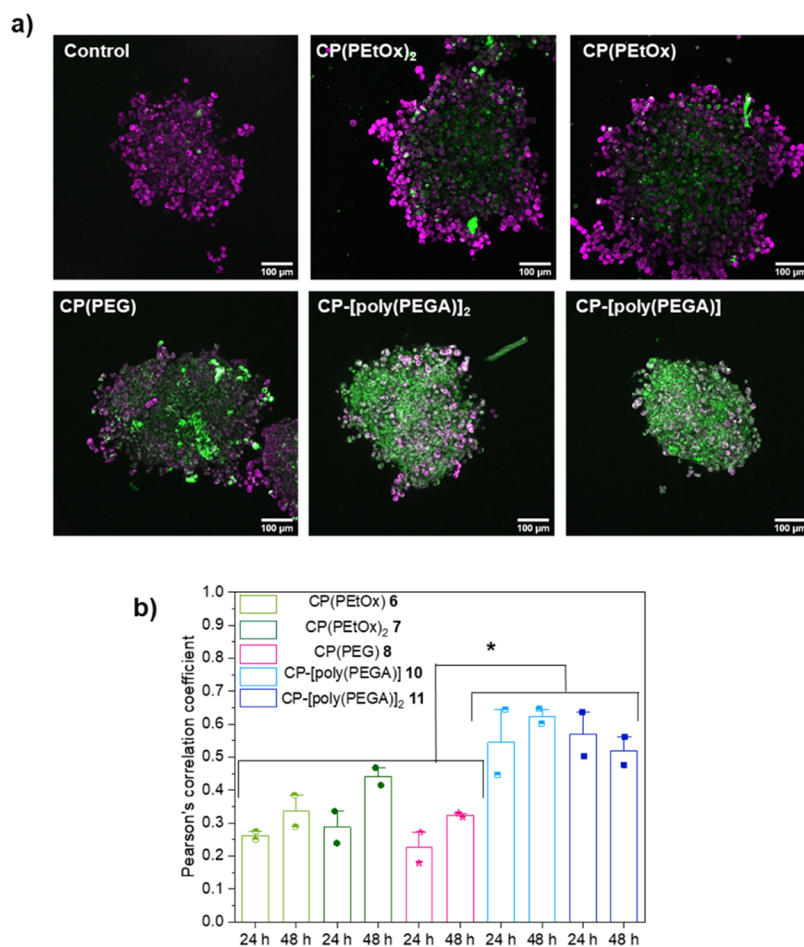 a)
Control
CP(PEtOx)₂
CP(PEtOx)
100 µm
100 µm
100 µm
CP(PEG)
CP-[poly(PEGA)]₂
CP-[poly(PEGA)]
100 µm
100 µm
100 µm
b)
Pearson's correlation coefficient
1.0
0.9
0.8
0.7
0.6
0.5
0.4
0.3
0.2
0.1
0.0
CP(PEtOx) 6
CP(PEtOx)₂ 7
CP(PEG) 8
CP-[poly(PEGA)] 10
CP-[poly(PEGA)]₂ 11
*
24 h 48 h 24 h 48 h 24 h 48 h 24 h 48 h 24 h 48 h